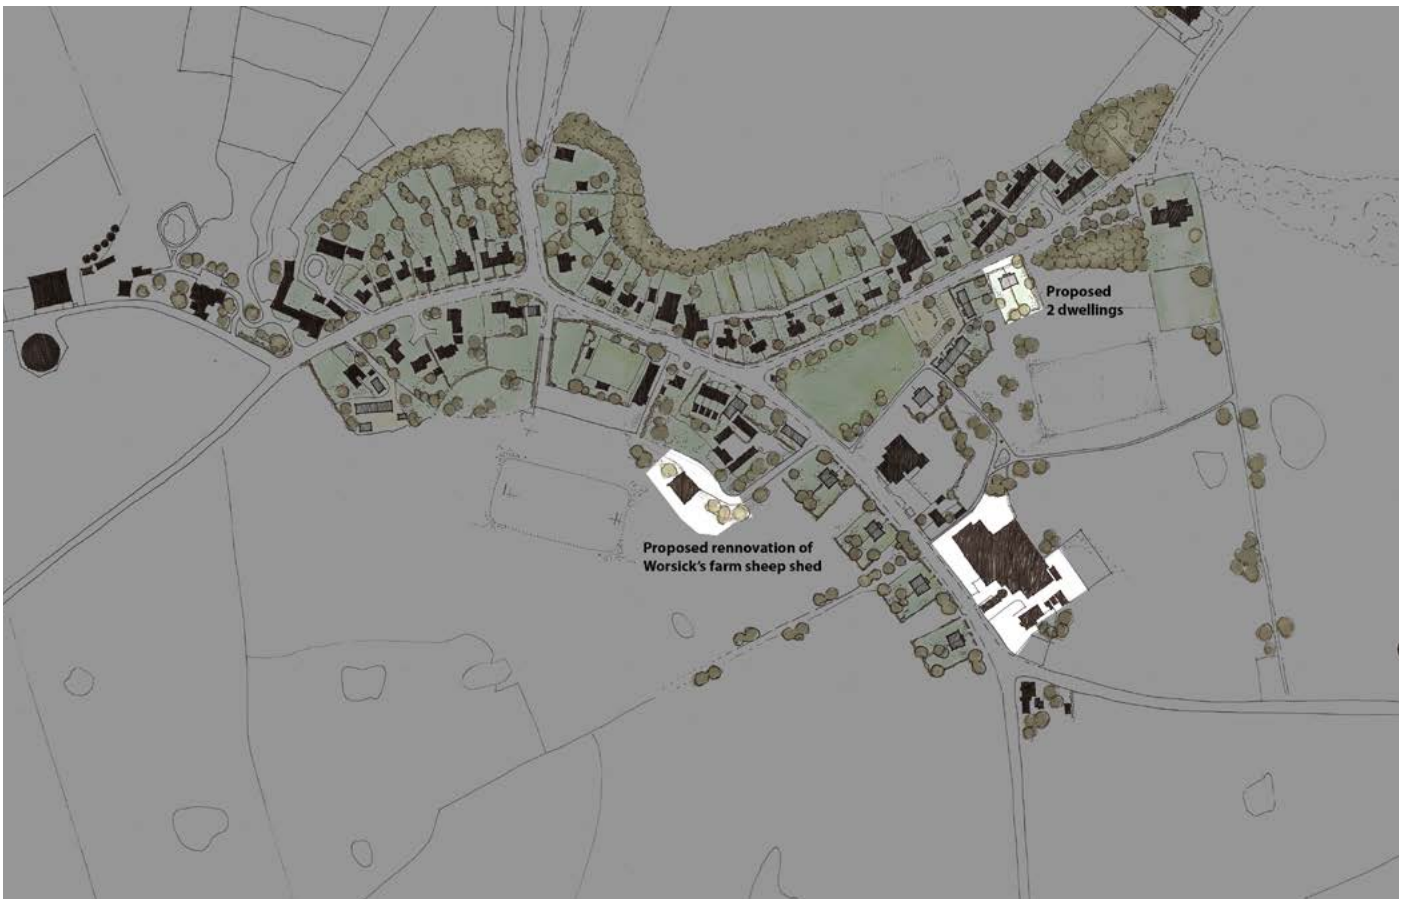 Proposed
2 dwellings
Proposed rennovation of
Worsick's farm sheep shed